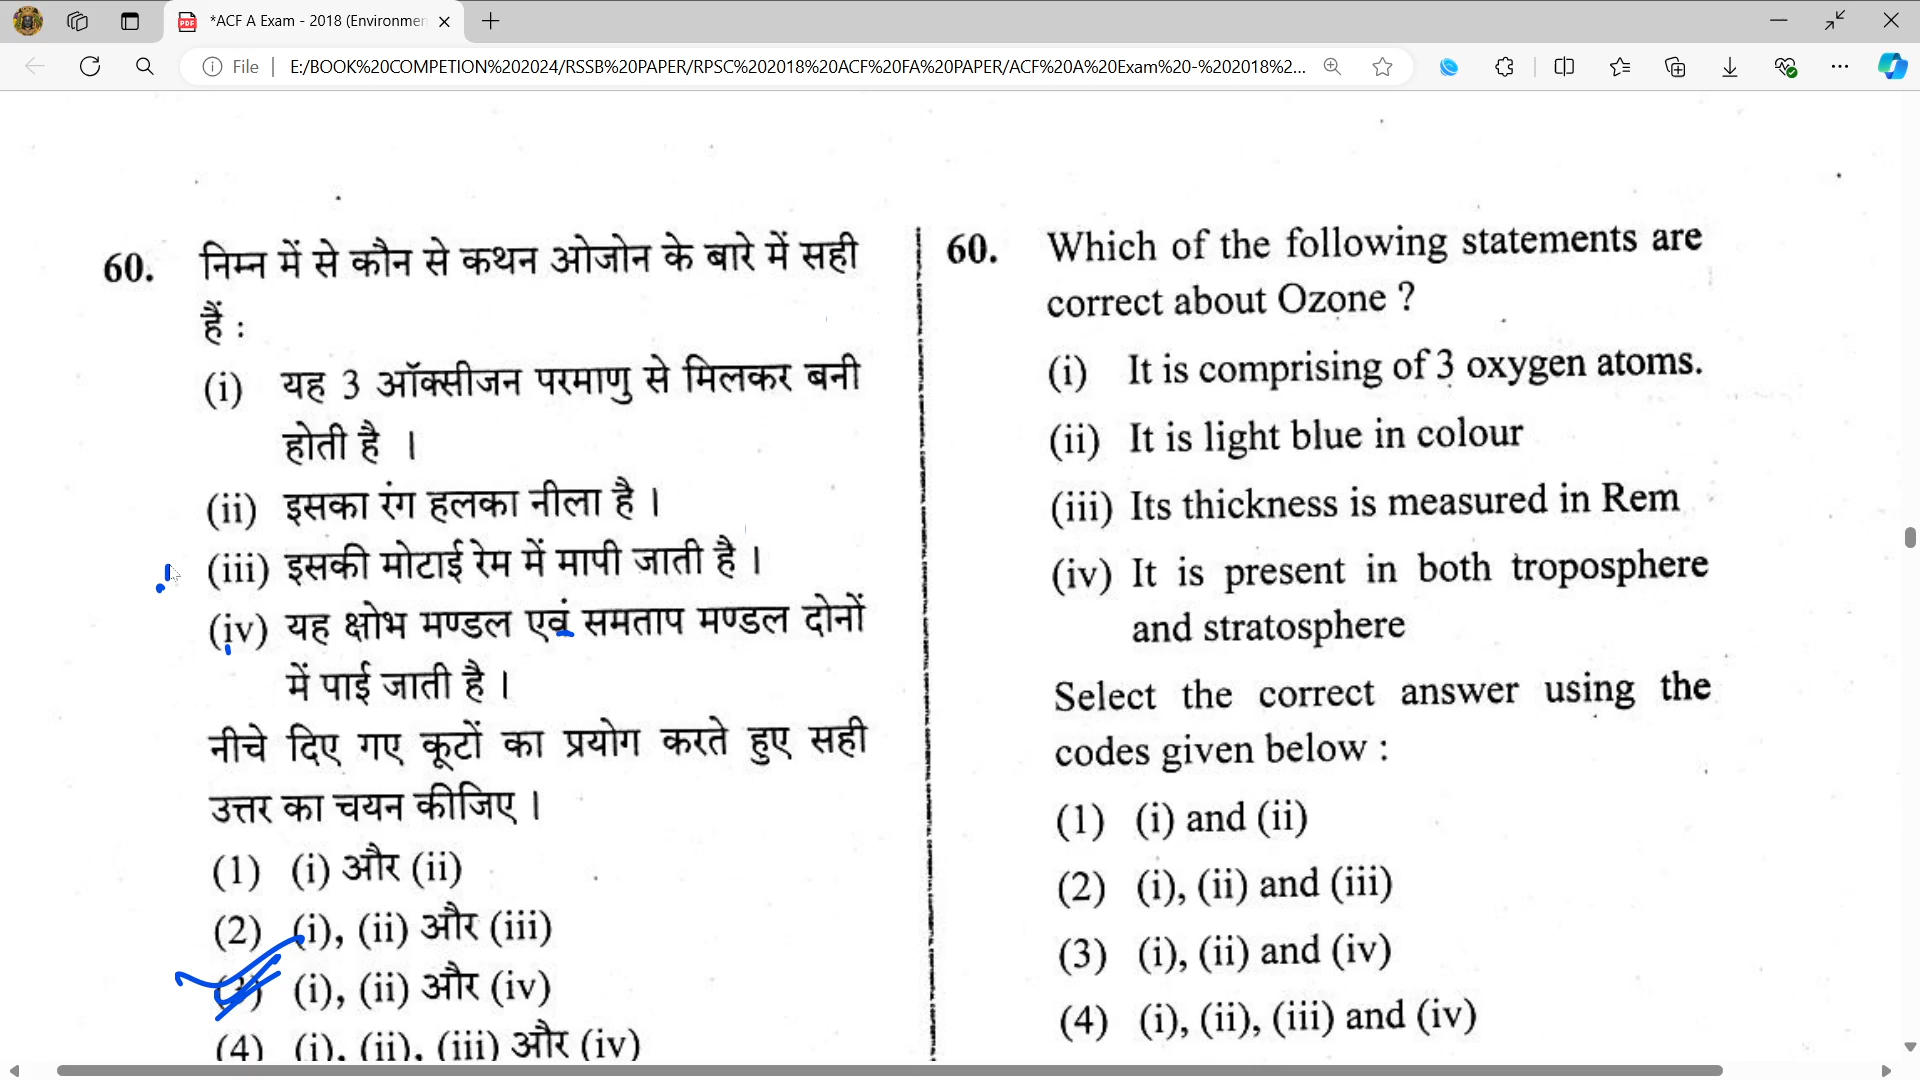 *ACF A Exam - 2018 (Environmen
File
E:/BOOK%20COMPETION%202024/RSSB%20PAPER/RPSC%202018%20ACF%20FA%20PAPER/ACF%20A%20Exam%20-%202018%2...
60. निम्न में से कौन से कथन ओजोन के बारे में सही
हैं :
(i) यह 3 ऑक्सीजन परमाणु से मिलकर बनी
होती है ।
(ii) इसका रंग हलका नीला है ।
(iii) इसकी मोटाई रेम में मापी जाती है ।
(iv) यह क्षोभ मण्डल एवं समताप मण्डल दोनों
में पाई जाती है ।
नीचे दिए गए कूटों का प्रयोग करते हुए सही
उत्तर का चयन कीजिए ।
(1) (i) और (ii)
(2) (i), (ii) और (iii)
(3) (i), (ii) और (iv)
(4) (i), (ii), (iii) और (iv)
60. Which of the following statements are
correct about Ozone ?
(i) It is comprising of 3 oxygen atoms.
(ii) It is light blue in colour
(iii) Its thickness is measured in Rem
(iv) It is present in both troposphere
and stratosphere
Select the correct answer using the
codes given below :
(1) (i) and (ii)
(2) (i), (ii) and (iii)
(3) (i), (ii) and (iv)
(4) (i), (ii), (iii) and (iv)